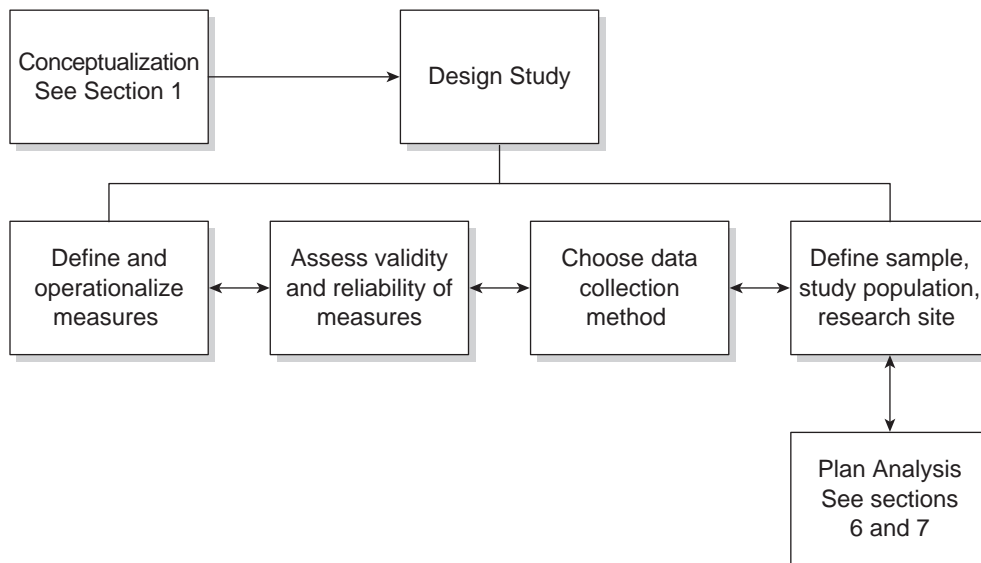 Conceptualization
See Section 1
Design Study
Define and
operationalize
measures
Assess validity
and reliability of
measures
Choose data
collection
method
Define sample,
study population,
research site
Plan Analysis
See sections
6 and 7